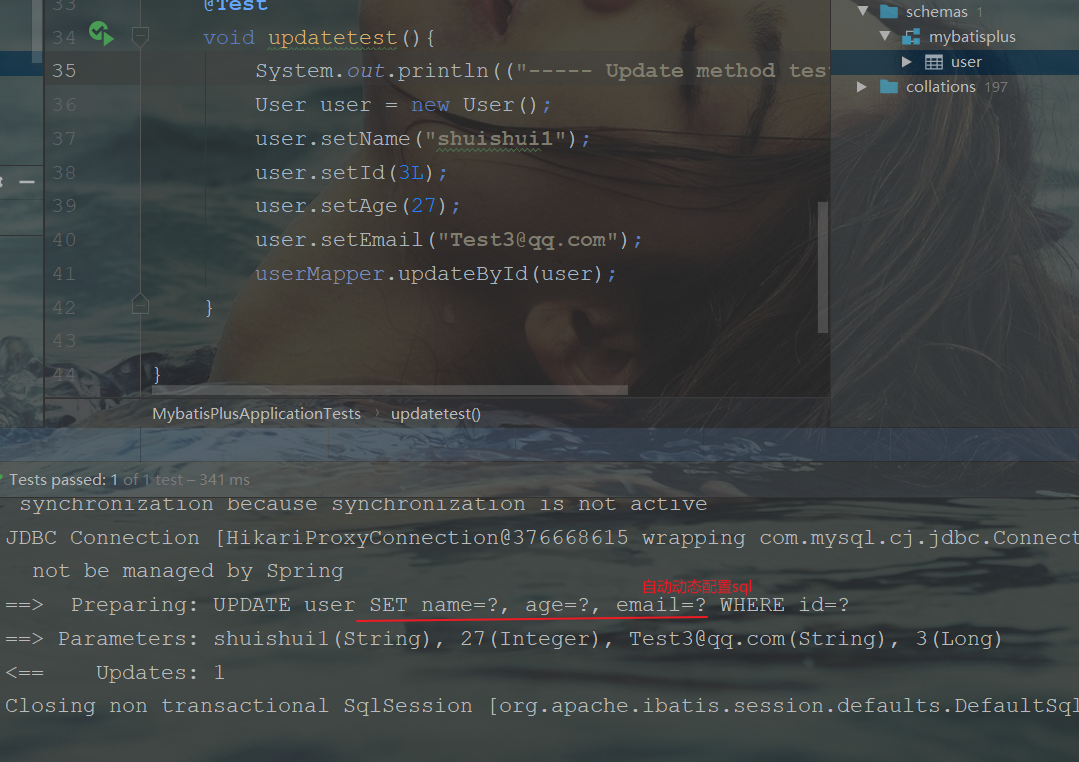 33 @Test
34 void updatetest(){
35 System.out.println(("----- Update method tes
36 User user = new User();
37 user.setName("shuishui1");
38 user.setId(3L);
39 user.setAge(27);
40 user.setEmail("Test3@qq.com");
41 userMapper.updateById(user);
42 }
43
44 }
MybatisPlusApplicationTests › updatetest()
schemas 1
mybatisplus
user
collations 197
Tests passed: 1 of 1 test – 341 ms
synchronization because synchronization is not active
JDBC Connection [HikariProxyConnection@376668615 wrapping com.mysql.cj.jdbc.Connect
not be managed by Spring
自动动态配置sql
==> Preparing: UPDATE user SET name=?, age=?, email=? WHERE id=?
==> Parameters: shuishui1(String), 27(Integer), Test3@qq.com(String), 3(Long)
<== Updates: 1
Closing non transactional SqlSession [org.apache.ibatis.session.defaults.DefaultSql